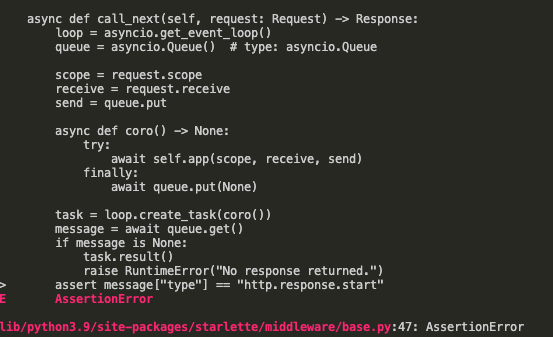 async def call_next(self, request: Request) -> Response:
loop = asyncio.get_event_loop()
queue = asyncio.Queue()  # type: asyncio.Queue
scope = request.scope
receive = request.receive
send = queue.put
async def coro() -> None:
try:
await self.app(scope, receive, send)
finally:
await queue.put(None)
task = loop.create_task(coro())
message = await queue.get()
if message is None:
task.result()
raise RuntimeError("No response returned.")
> assert message["type"] == "http.response.start"
E AssertionError
lib/python3.9/site-packages/starlette/middleware/base.py:47: AssertionError